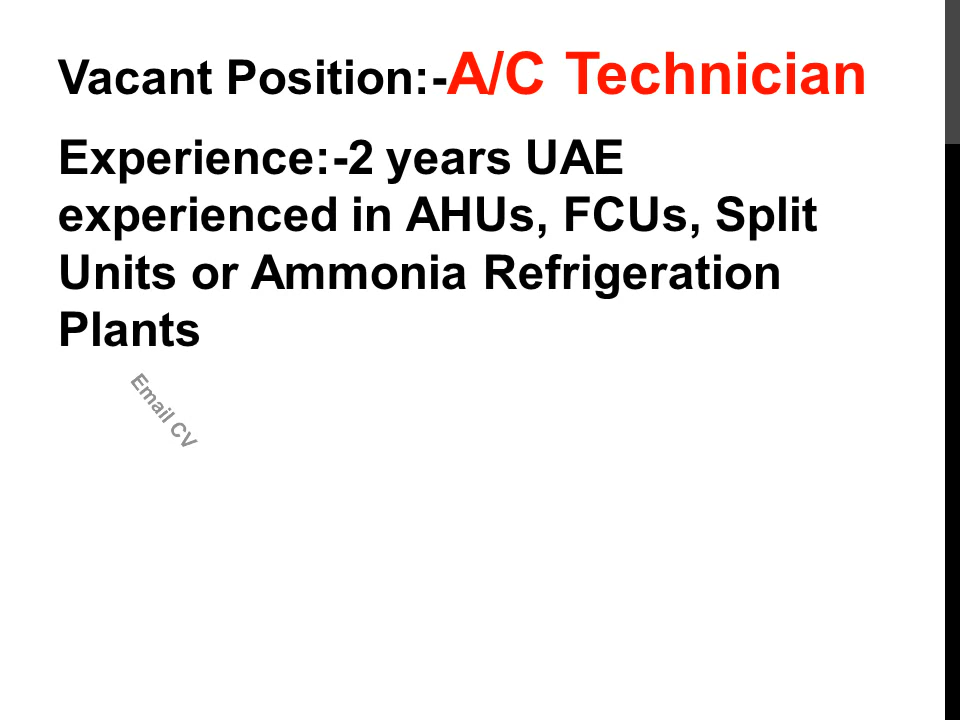 Vacant Position:-A/C Technician
Experience:-2 years UAE
experienced in AHUs, FCUs, Split
Units or Ammonia Refrigeration
Plants
Email CV